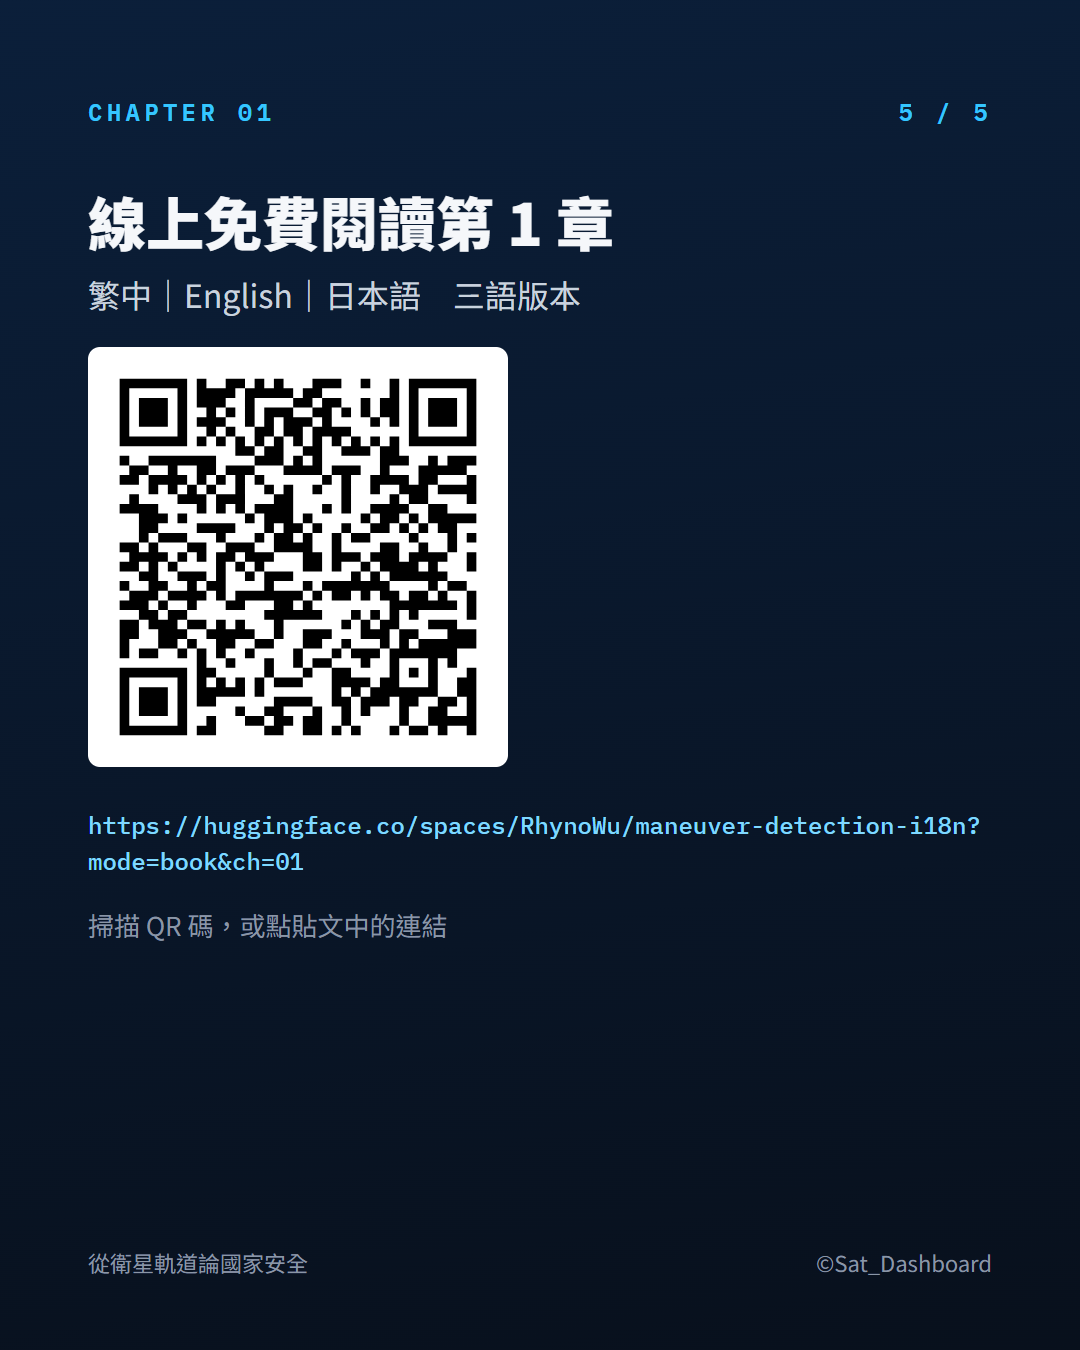 CHAPTER 01
5 / 5
線上免費閱讀第 1 章
繁中｜English｜日本語　三語版本
https://huggingface.co/spaces/RhynoWu/maneuver-detection-i18n?
mode=book&ch=01
掃描 QR 碼，或點貼文中的連結
從衛星軌道論國家安全
©Sat_Dashboard